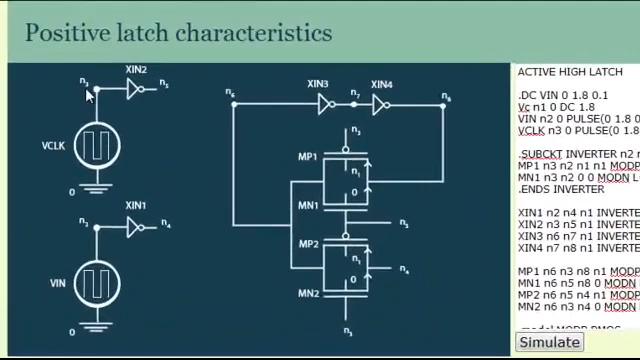 Positive latch characteristics
XIN2
n3
n5
VCLK
0
XIN1
n2
n4
VIN
0
XIN3
XIN4
n6
n7
n8
n3
MP1
n1
0
MN1
n5
MP2
n1
n4
0
MN2
n3
ACTIVE HIGH LATCH
.DC VIN 0 1.8 0.1
Vc n1 0 DC 1.8
VIN n2 0 PULSE(0 1.8 0
VCLK n3 0 PULSE(0 1.8
.SUBCKT INVERTER n2 n
MP1 n3 n2 n1 n1 MODP
MN1 n3 n2 0 0 MODN L
.ENDS INVERTER
XIN1 n2 n4 n1 INVERTE
XIN2 n3 n5 n1 INVERTE
XIN3 n6 n7 n1 INVERTE
XIN4 n7 n8 n1 INVERTE
MP1 n6 n3 n8 n1 MODP
MN1 n6 n5 n8 0 MODN
MP2 n6 n5 n4 n1 MODP
MN2 n6 n3 n4 0 MODN
.model MODP PMOS
Simulate